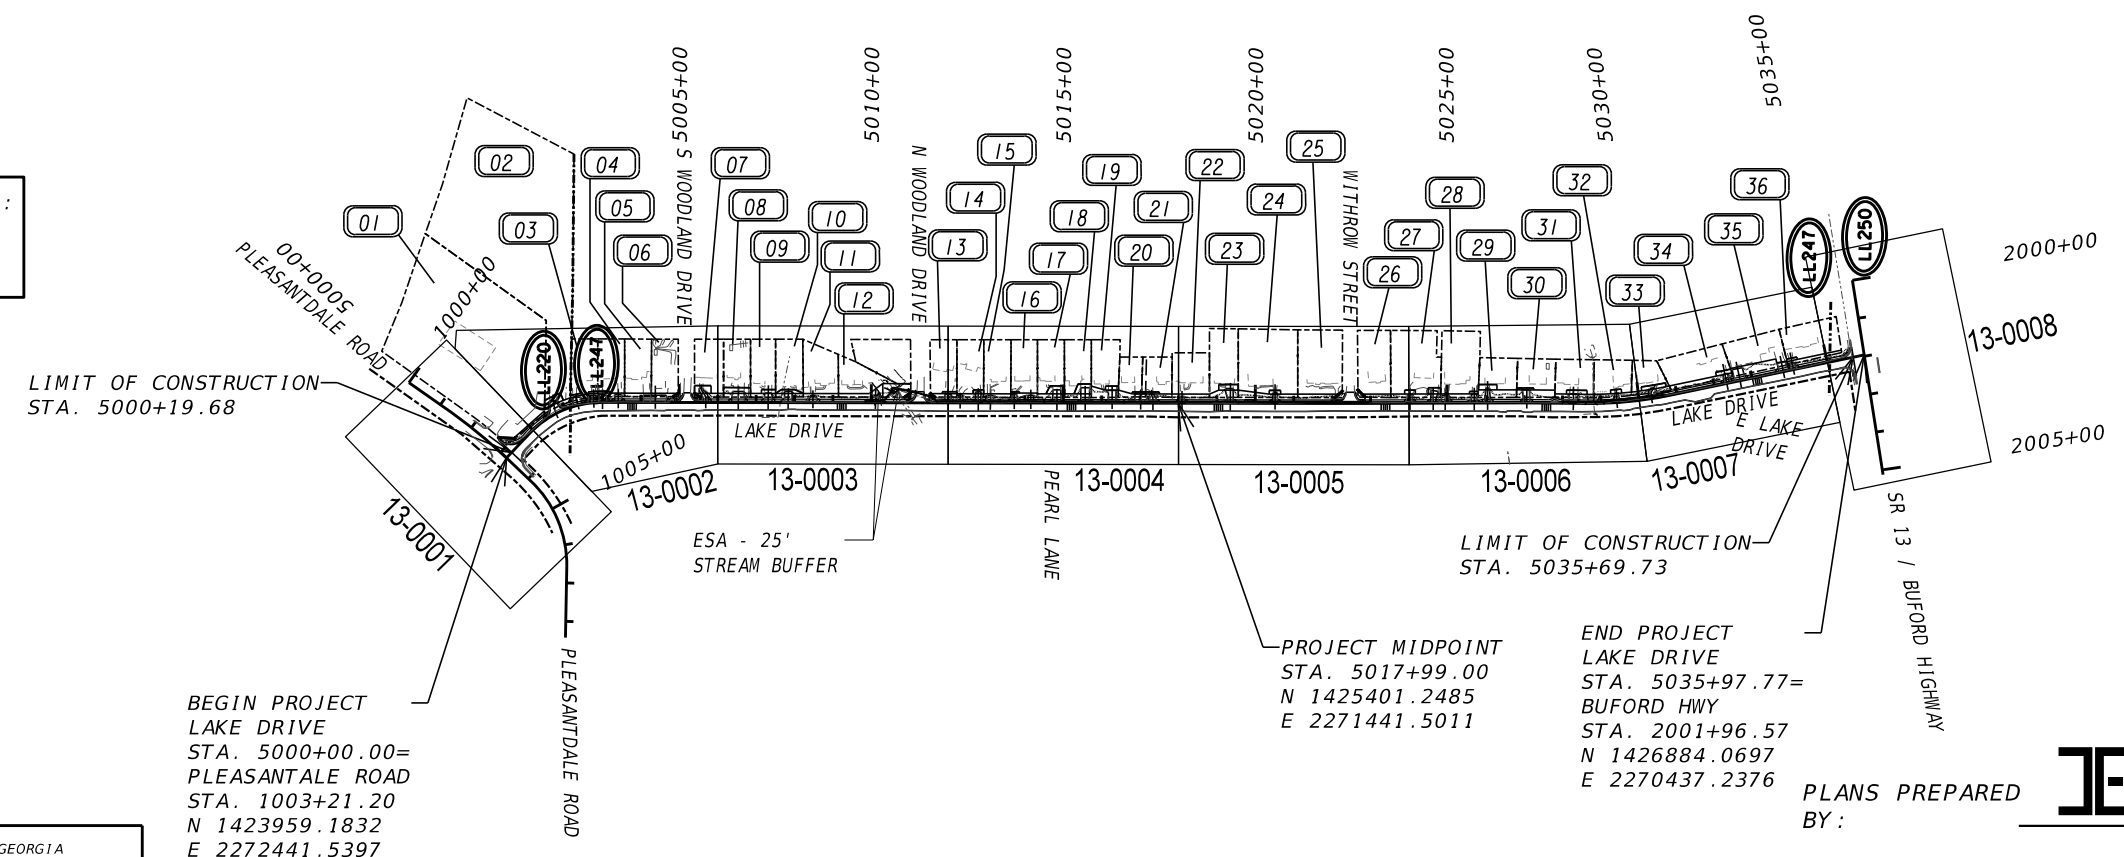 5005+00
5010+00
5015+00
5020+00
5025+00
5030+00
5035+00
S WOODLAND DRIVE
N WOODLAND DRIVE
WITHROW STREET
01
02
03
04
05
06
07
08
09
10
11
12
13
14
15
16
17
18
19
20
21
22
23
24
25
26
27
28
29
30
31
32
33
34
35
36
LL220
LL247
LL247
LL250
5000+00
PLEASANTDALE ROAD
1000+00
2000+00
13-0008
2005+00
:
LIMIT OF CONSTRUCTION
STA. 5000+19.68
LAKE DRIVE
LAKE DRIVE
E LAKE
DRIVE
1005+00
13-0001
13-0002
13-0003
13-0004
13-0005
13-0006
13-0007
PEARL LANE
ESA - 25'
STREAM BUFFER
LIMIT OF CONSTRUCTION
STA. 5035+69.73
SR 13 / BUFORD HIGHWAY
PLEASANTDALE ROAD
BEGIN PROJECT
LAKE DRIVE
STA. 5000+00.00=
PLEASANTALE ROAD
STA. 1003+21.20
N 1423959.1832
E 2272441.5397
PROJECT MIDPOINT
STA. 5017+99.00
N 1425401.2485
E 2271441.5011
END PROJECT
LAKE DRIVE
STA. 5035+97.77=
BUFORD HWY
STA. 2001+96.57
N 1426884.0697
E 2270437.2376
PLANS PREPARED
BY:
GEORGIA